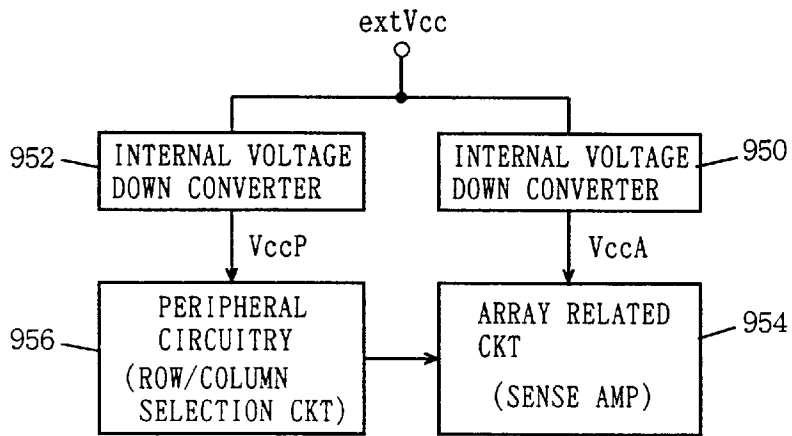 extVcc
952
INTERNAL VOLTAGE
DOWN CONVERTER
INTERNAL VOLTAGE
DOWN CONVERTER
950
VccP
VccA
956
PERIPHERAL
CIRCUITRY
(ROW/COLUMN
SELECTION CKT)
ARRAY RELATED
CKT
(SENSE AMP)
954